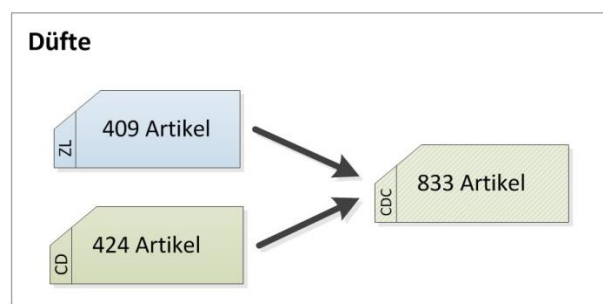 Düfte
ZL
409 Artikel
CD
424 Artikel
CDC
833 Artikel